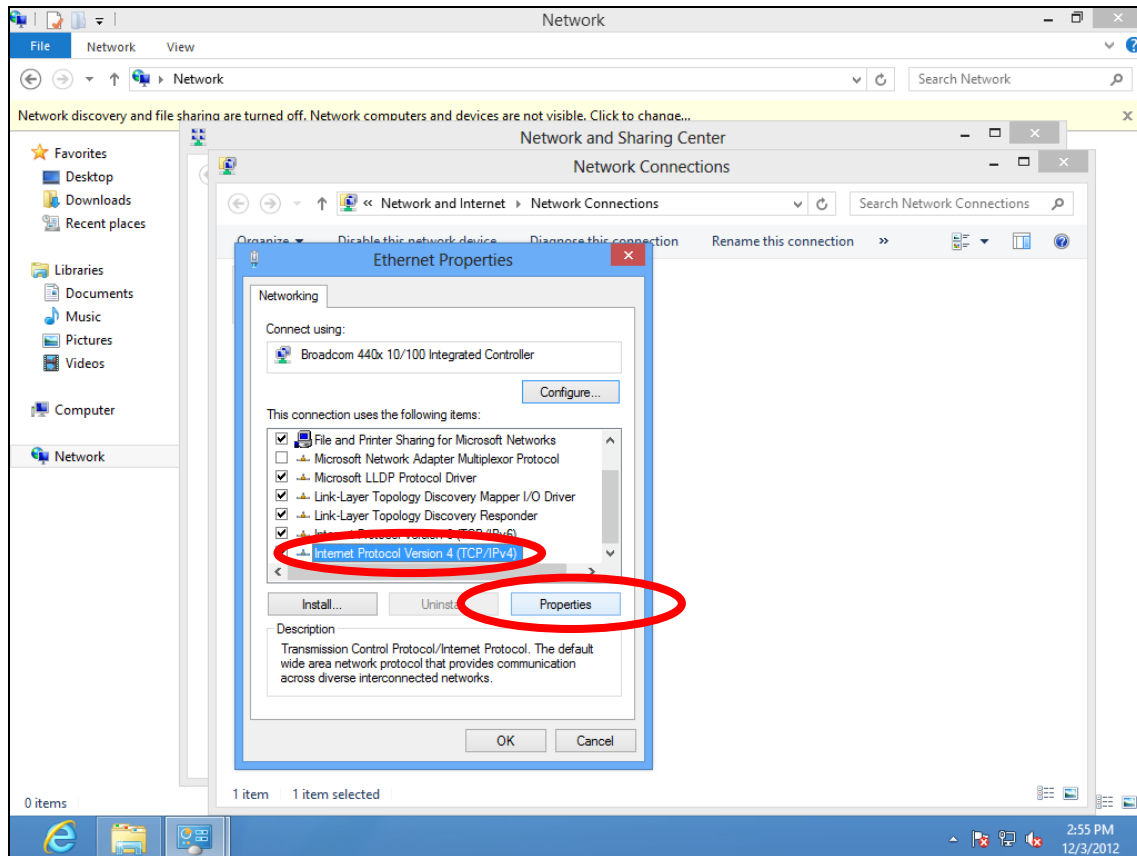 Network
File Network View
Network
Search Network
Network discovery and file sharing are turned off. Network computers and devices are not visible. Click to change...
Favorites
Desktop
Downloads
Recent places
Libraries
Documents
Music
Pictures
Videos
Computer
Network
0 items
Network and Sharing Center
Network Connections
« Network and Internet Network Connections
Search Network Connections
Organize Disable this network device Diagnose this connection Rename this connection »
Ethernet Properties
Networking
Connect using:
Broadcom 440x 10/100 Integrated Controller
Configure...
This connection uses the following items:
File and Printer Sharing for Microsoft Networks
Microsoft Network Adapter Multiplexor Protocol
Microsoft LLDP Protocol Driver
Link-Layer Topology Discovery Mapper I/O Driver
Link-Layer Topology Discovery Responder
Internet Protocol Version 6 (TCP/IPv6)
Internet Protocol Version 4 (TCP/IPv4)
Install... Properties
Description
Transmission Control Protocol/Internet Protocol. The default
wide area network protocol that provides communication
across diverse interconnected networks.
OK Cancel
1 item 1 item selected
2:55 PM
12/3/2012